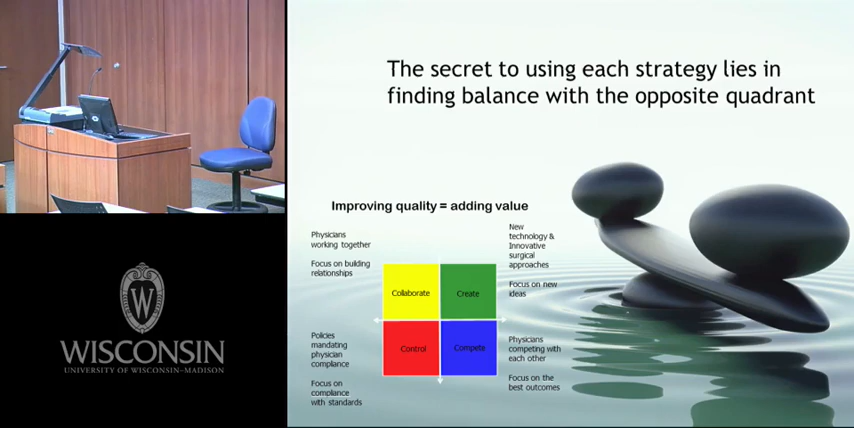 The secret to using each strategy lies in
finding balance with the opposite quadrant
Improving quality = adding value
Physicians
working together
Focus on building
relationships
New
technology &
Innovative
surgical
approaches
Focus on new
ideas
Collaborate
Create
Control
Compete
Policies
mandating
physician
compliance
Focus on
compliance
with standards
Physicians
competing with
each other
Focus on the
best outcomes
W
WISCONSIN
UNIVERSITY OF WISCONSIN–MADISON